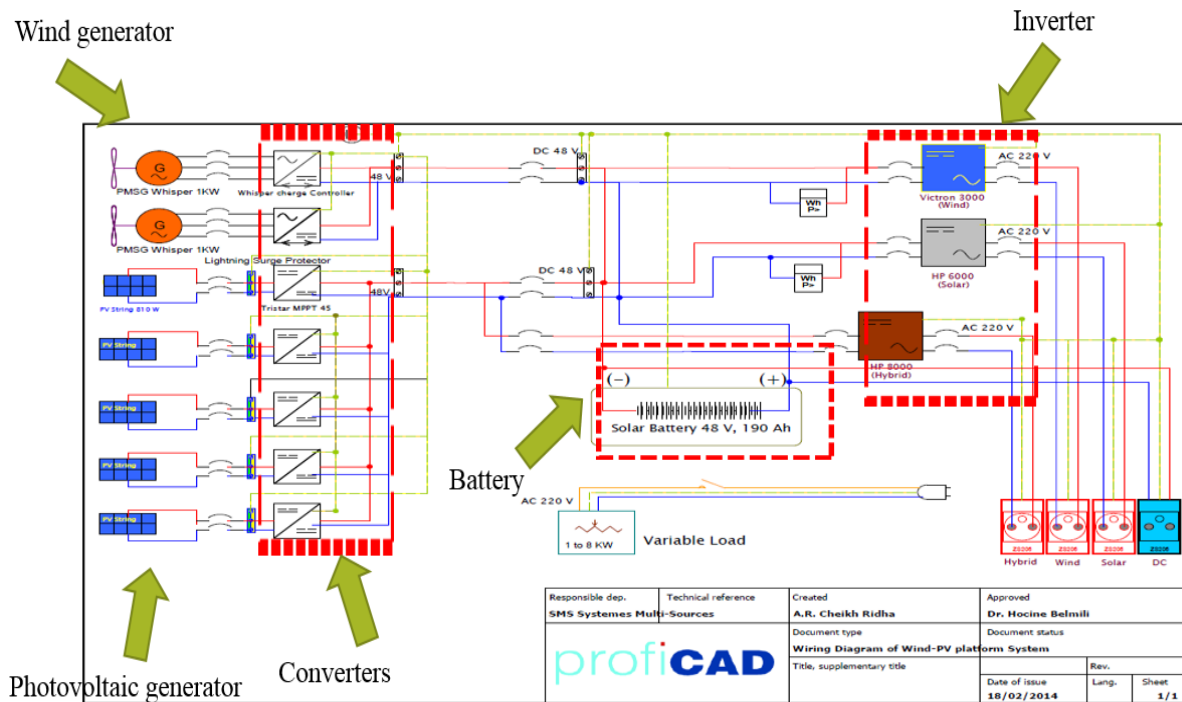 Wind generator
Inverter
DC 48 V
AC 220 V
48 V
PMSG Whisper 1KW
Whisper charge Controller
Wh
P>
Victron 3000
(Wind)
PMSG Whisper 1KW
Lightning Surge Protector
AC 220 V
DC 48 V
Wh
P>
HP 6000
(Solar)
48V
PV String 810 W
Tristar MPPT 45
AC 220 V
PV String
HP 8000
(Hybrid)
(-)
(+)
PV String
Solar Battery 48 V, 190 Ah
PV String
Battery
AC 220 V
PV String
1 to 8 KW
Variable Load
ZS206
ZS206
ZS206
Hybrid
Wind
Solar
DC
Converters
Photovpltaic generator
Responsible dep.
Technical reference
Created
Approved
SMS Systemes Multi-Sources
A.R. Cheikh Ridha
Dr. Hocine Belmili
Document type
Document status
Wiring Diagram of Wind-PV platform System
profiCAD
Title, supplementary title
Rev.
Date of issue
Lang.
Sheet
18/02/2014
1/1